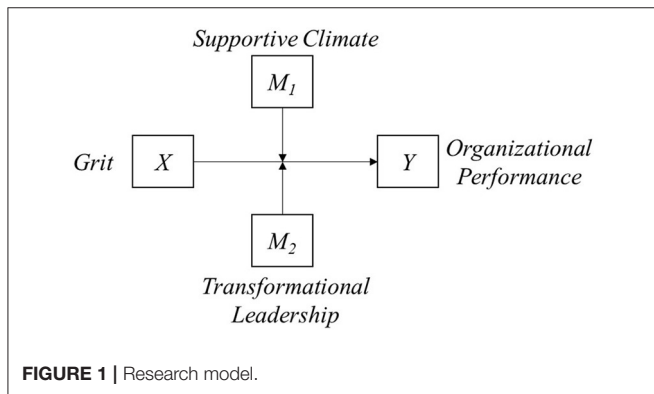 Supportive Climate
M1
Grit
X
Y
Organizational
Performance
M2
Transformational
Leadership
FIGURE 1 | Research model.